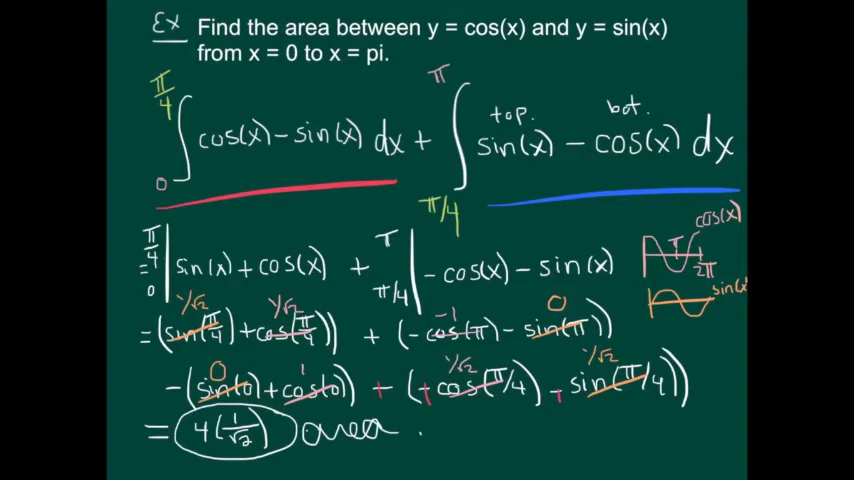 Ex Find the area between y = cos(x) and y = sin(x)
from x = 0 to x = pi.
π/4 π
∫ cos(x) – sin(x) dx + ∫ top. sin(x) – bot. cos(x) dx
0 π/4
cos(x)
π
2π
sin(x
= π/4 | 0 sin(x) + cos(x) + π | π/4 – cos(x) – sin(x)
1/√2 1/√2 -1 0
= (sin(π/4) + cos(π/4)) + (- cos(π) – sin(π))
0 1 1/√2 1/√2
– (sin(0) + cos(0)) + – (- cos(π/4) – sin(π/4))
+ +
= 4(1/√2) area .